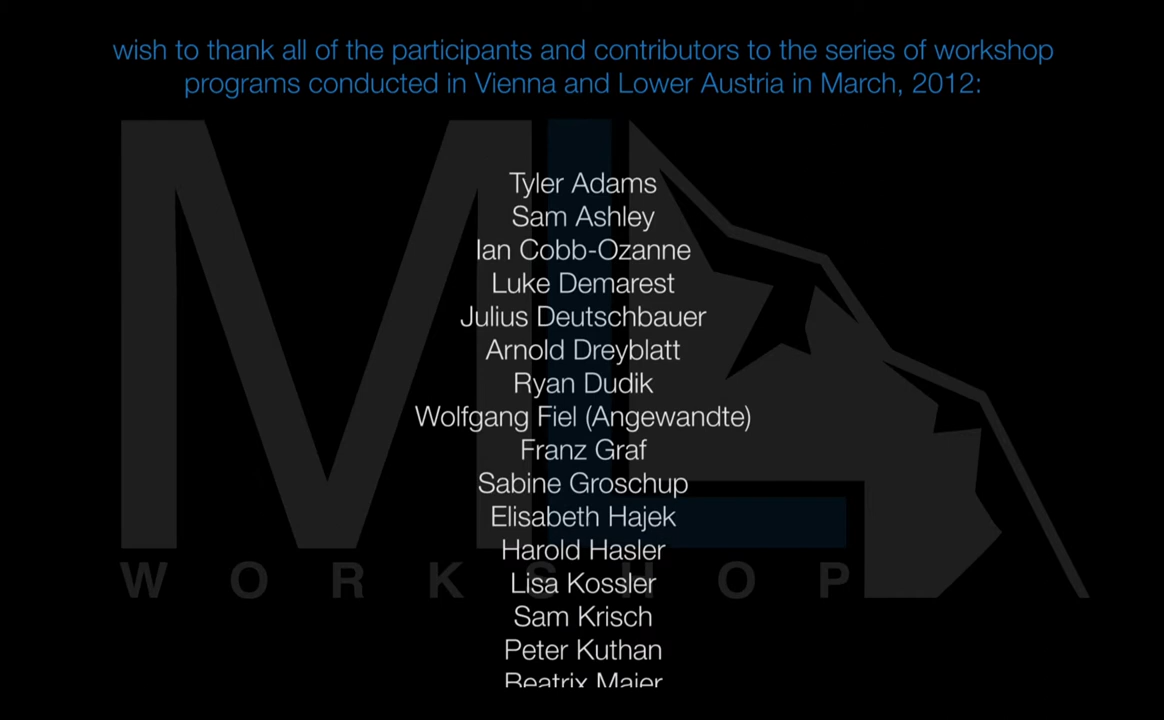 wish to thank all of the participants and contributors to the series of workshop
programs conducted in Vienna and Lower Austria in March, 2012:
Tyler Adams
Sam Ashley
Ian Cobb-Ozanne
Luke Demarest
Julius Deutschbauer
Arnold Dreyblatt
Ryan Dudik
Wolfgang Fiel (Angewandte)
Franz Graf
Sabine Groschup
Elisabeth Hajek
Harold Hasler
Lisa Kossler
Sam Krisch
Peter Kuthan
Beatrix Maier
ML
WORKSHOP